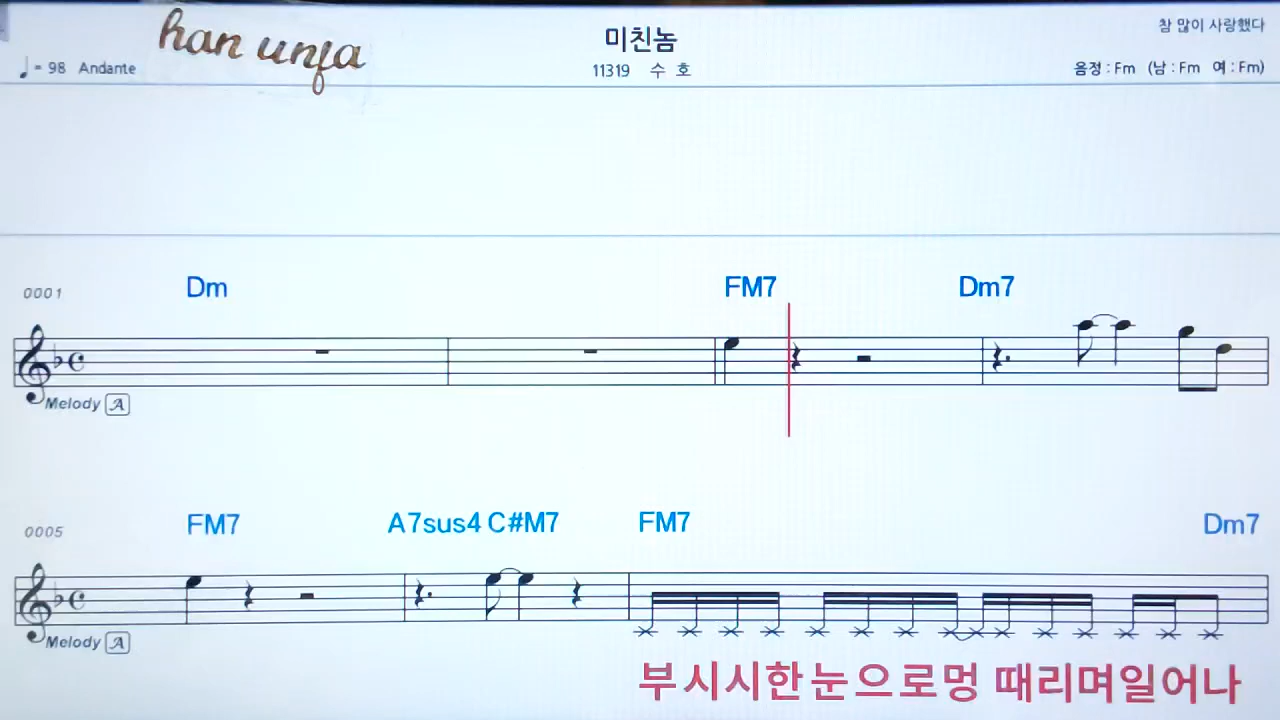 han unfa
미친놈
참 많이 사랑했다
♩= 98 Andante
11319 수 호
음정 : Fm (남 : Fm 여 : Fm)
0001 Dm FM7 Dm7
Melody A
0005 FM7 A7sus4 C#M7 FM7 Dm7
Melody A
부시시한눈으로멍 때리며일어나